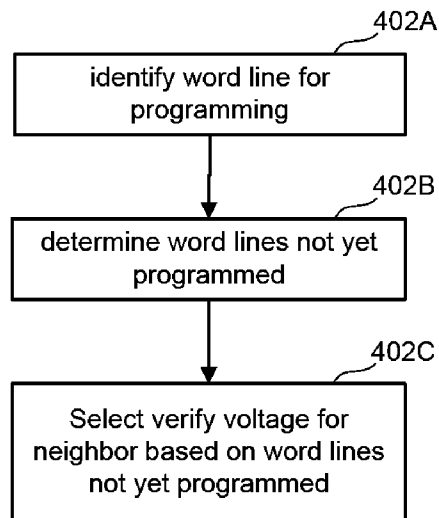 402A
identify word line for
programming
402B
determine word lines not yet
programmed
402C
Select verify voltage for
neighbor based on word lines
not yet programmed